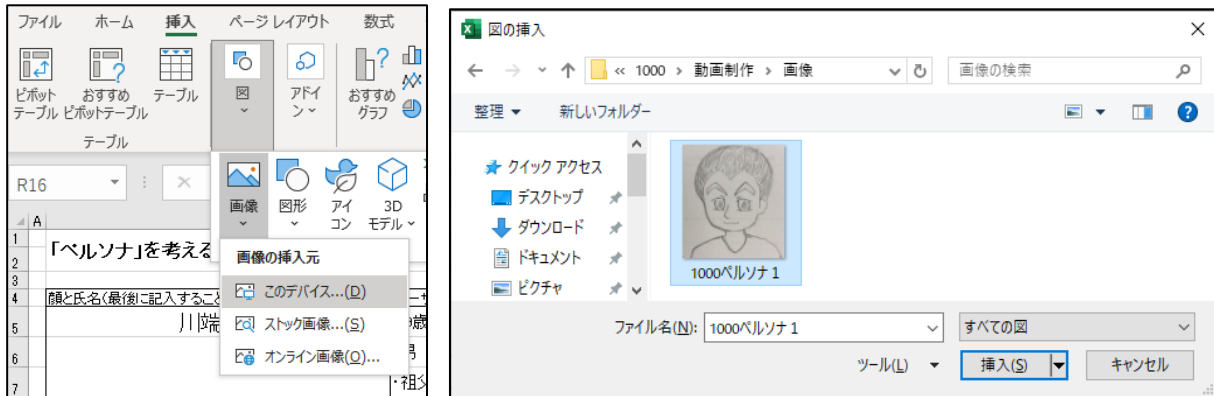 ファイル ホーム 挿入 ページ レイアウト 数式
ピボット
テーブル
おすすめ
ピボットテーブル
テーブル
図
アドイ
ン
おすすめ
グラフ
テーブル
R16
画像
図形
アイ
コン
3D
モデル
画像の挿入元
このデバイス...(D)
ストック画像...(S)
オンライン画像(O)...
A
1
2
3
4
5
6
7
「ペルソナ」を考える
顔と氏名(最後に記入するこ
川端
歳
・祖父
図の挿入
« 1000 › 動画制作 › 画像
画像の検索
整理 新しいフォルダー
クイック アクセス
デスクトップ
ダウンロード
ドキュメント
ピクチャ
1000ペルソナ1
ファイル名(N): 1000ペルソナ1
すべての図
ツール(L) 挿入(S) キャンセル